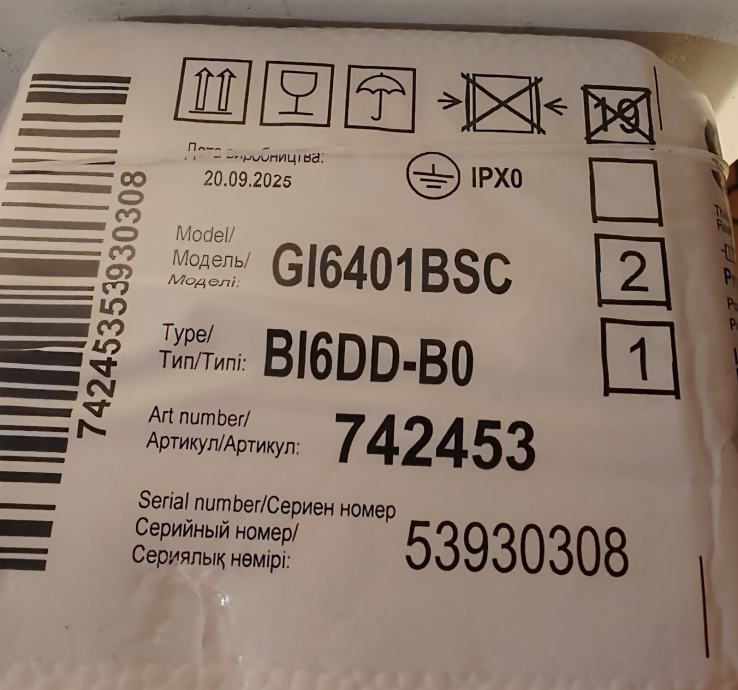 19
Дата виробництва:
20.09.2025
IPX0
Model/
Модель/
Моделі:
GI6401BSC
2
Type/
Тип/Типі:
BI6DD-B0
1
Art number/
Артикул/Артикул:
742453
Serial number/Сериен номер
Серийный номер/
Сериялық нөмірі:
53930308
74245353930308